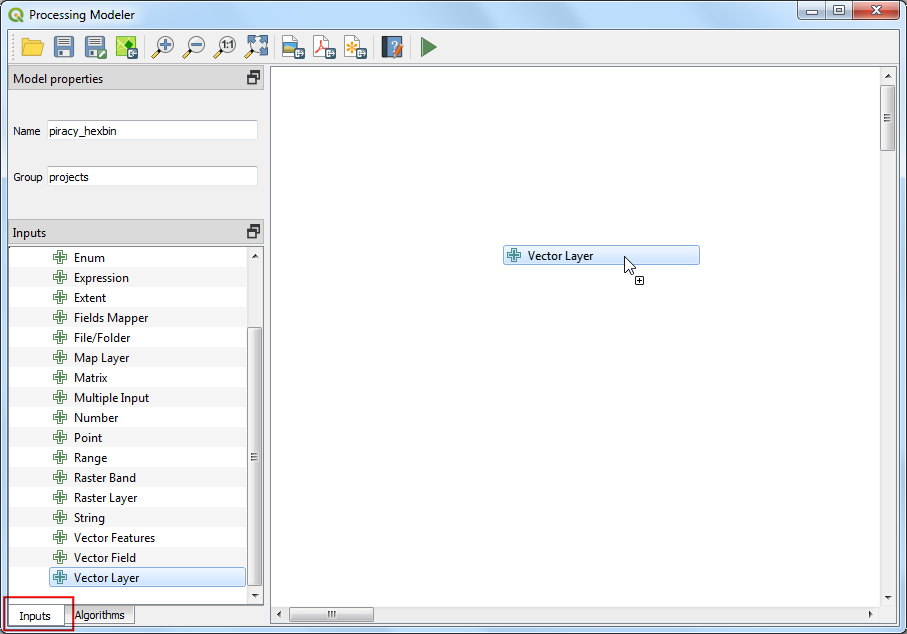 Processing Modeler
1:1
Model properties
Name piracy_hexbin
Group projects
Inputs
Enum
Expression
Extent
Fields Mapper
File/Folder
Map Layer
Matrix
Multiple Input
Number
Point
Range
Raster Band
Raster Layer
String
Vector Features
Vector Field
Vector Layer
Inputs Algorithms
Vector Layer